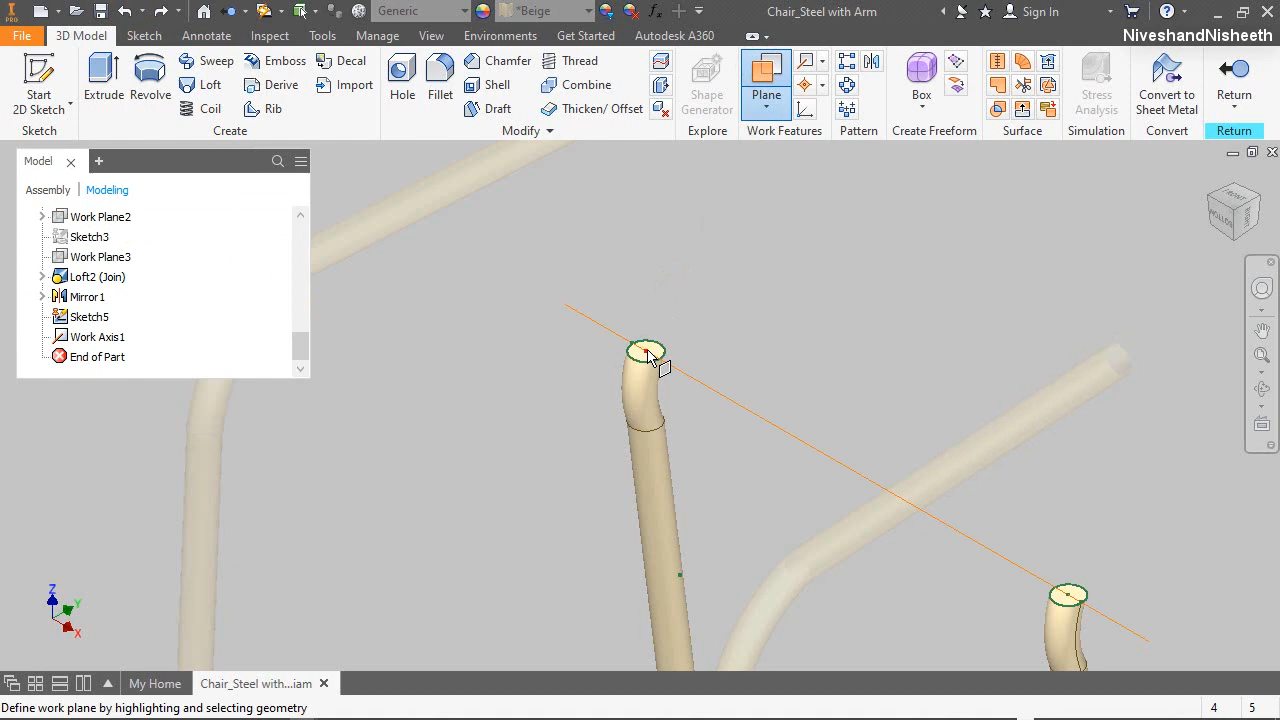 PRO
Generic
*Beige
Chair_Steel with Arm
Sign In
File
3D Model
Sketch
Annotate
Inspect
Tools
Manage
View
Environments
Get Started
Autodesk A360
NiveshandNisheeth
Start
2D Sketch
Extrude
Revolve
Sweep
Loft
Coil
Emboss
Derive
Rib
Decal
Import
Hole
Fillet
Chamfer
Shell
Draft
Thread
Combine
Thicken/ Offset
Shape
Generator
Plane
Box
Stress
Analysis
Convert to
Sheet Metal
Return
Sketch
Create
Modify
Explore
Work Features
Pattern
Create Freeform
Surface
Simulation
Convert
Return
Model
Assembly
Modeling
Work Plane2
Sketch3
Work Plane3
Loft2 (Join)
Mirror1
Sketch5
Work Axis1
End of Part
FRONT
BOTTOM
Z
Y
X
My Home
Chair_Steel with...iam
Define work plane by highlighting and selecting geometry
4
5